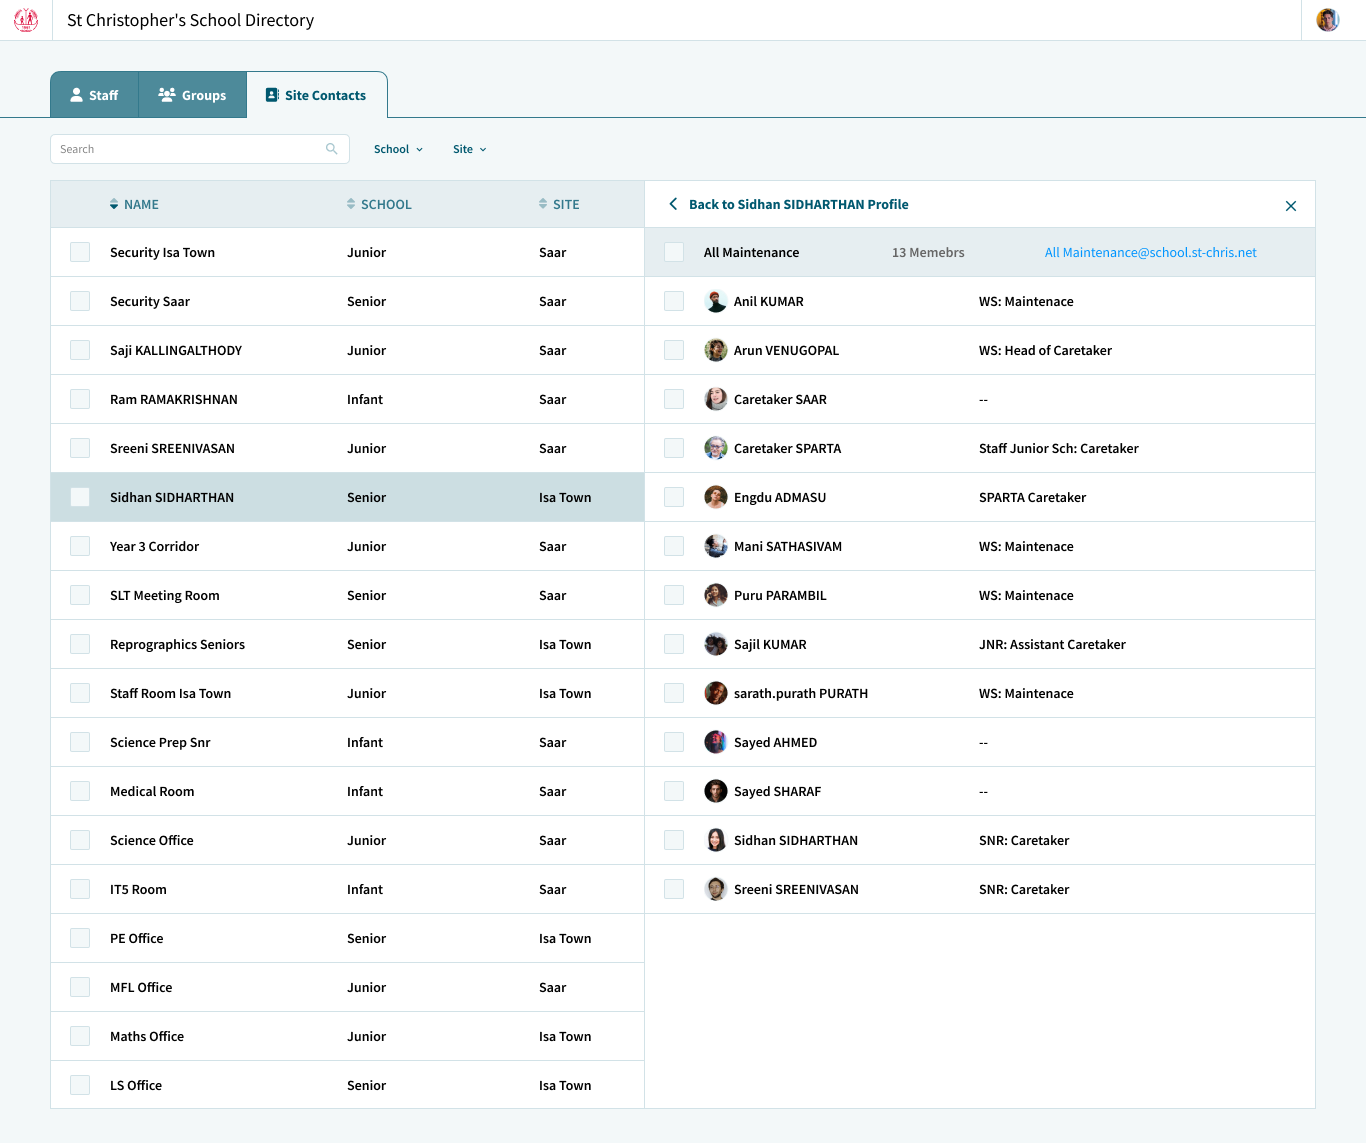 St Christopher's School Directory
Staff
Groups
Site Contacts
Search
School
Site
NAME SCHOOL SITE
Security Isa Town Junior Saar
Security Saar Senior Saar
Saji KALLINGALTHODY Junior Saar
Ram RAMAKRISHNAN Infant Saar
Sreeni SREENIVASAN Junior Saar
Sidhan SIDHARTHAN Senior Isa Town
Year 3 Corridor Junior Saar
SLT Meeting Room Senior Saar
Reprographics Seniors Senior Isa Town
Staff Room Isa Town Junior Isa Town
Science Prep Snr Infant Saar
Medical Room Infant Saar
Science Office Junior Saar
IT5 Room Infant Saar
PE Office Senior Isa Town
MFL Office Junior Saar
Maths Office Junior Isa Town
LS Office Senior Isa Town
Back to Sidhan SIDHARTHAN Profile
All Maintenance 13 Memebrs All Maintenance@school.st-chris.net
Anil KUMAR WS: Maintenace
Arun VENUGOPAL WS: Head of Caretaker
Caretaker SAAR --
Caretaker SPARTA Staff Junior Sch: Caretaker
Engdu ADMASU SPARTA Caretaker
Mani SATHASIVAM WS: Maintenace
Puru PARAMBIL WS: Maintenace
Sajil KUMAR JNR: Assistant Caretaker
sarath.purath PURATH WS: Maintenace
Sayed AHMED --
Sayed SHARAF --
Sidhan SIDHARTHAN SNR: Caretaker
Sreeni SREENIVASAN SNR: Caretaker